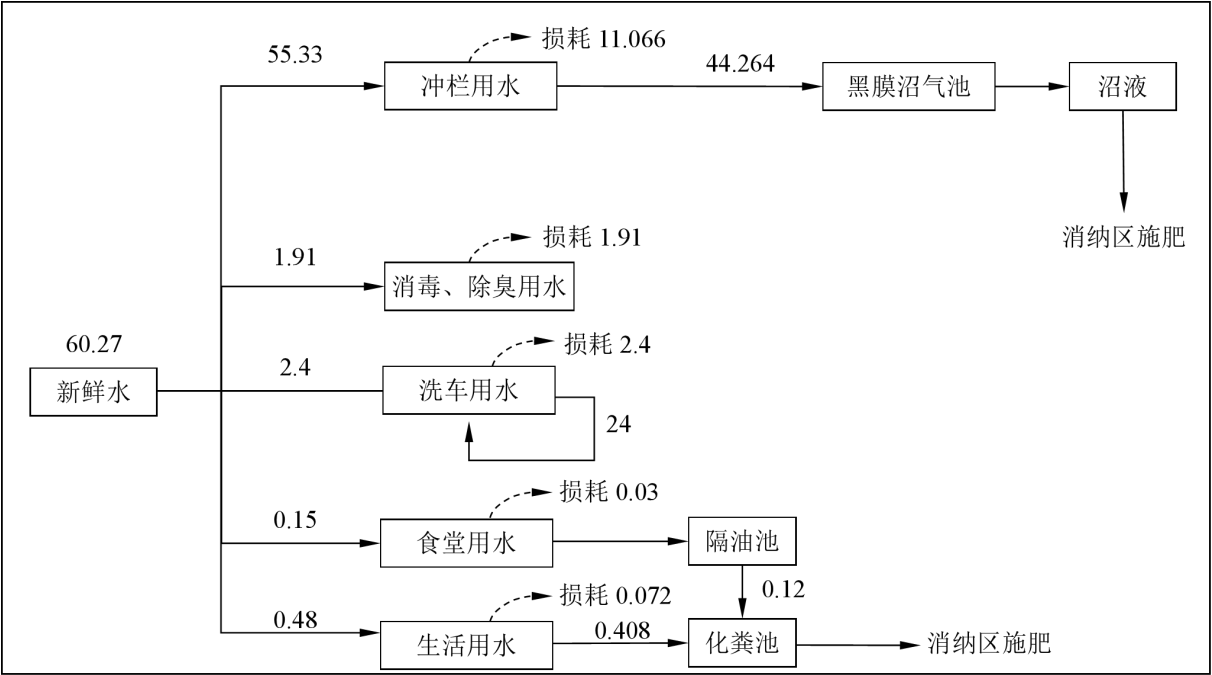 损耗 11.066
55.33
冲栏用水
44.264
黑膜沼气池
沼液
消纳区施肥
损耗 1.91
1.91
消毒、除臭用水
60.27
新鲜水
损耗 2.4
2.4
洗车用水
24
损耗 0.03
0.15
食堂用水
隔油池
0.12
损耗 0.072
0.48
生活用水
0.408
化粪池
消纳区施肥